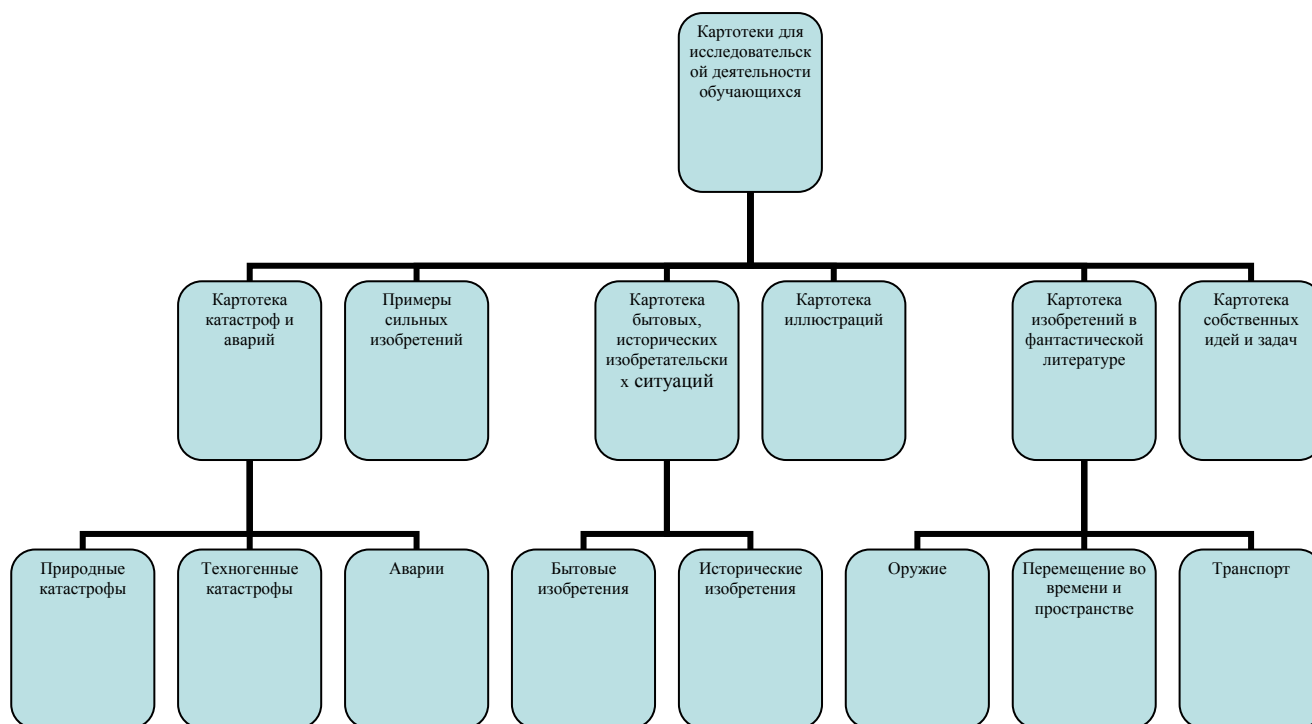 Картотеки для
исследовательск
ой деятельности
обучающихся
Картотека
катастроф и
аварий
Примеры
сильных
изобретений
Картотека
бытовых,
исторических
изобретательски
х ситуаций
Картотека
иллюстраций
Картотека
изобретений в
фантастической
литературе
Картотека
собственных
идей и задач
Природные
катастрофы
Техногенные
катастрофы
Аварии
Бытовые
изобретения
Исторические
изобретения
Оружие
Перемещение во
времени и
пространстве
Транспорт